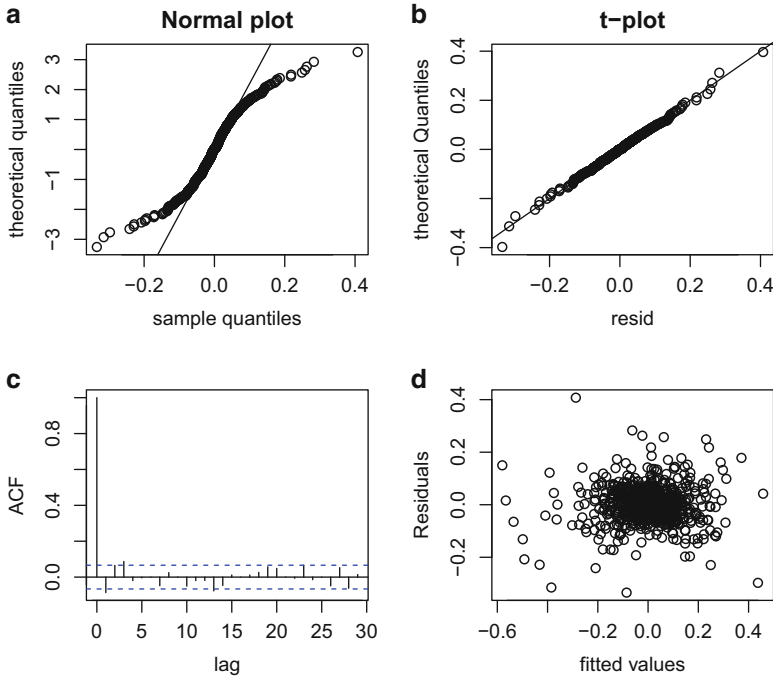 a
Normal plot
theoretical quantiles
3
2
1
−1
−3
−0.2 0.0 0.2 0.4
sample quantiles
b
t−plot
theoretical Quantiles
0.4
0.2
0.0
−0.4
−0.2 0.0 0.2 0.4
resid
c
ACF
0.8
0.4
0.0
0 5 10 15 20 25 30
lag
d
Residuals
0.4
0.2
0.0
−0.2
−0.6 −0.2 0.0 0.2 0.4
fitted values